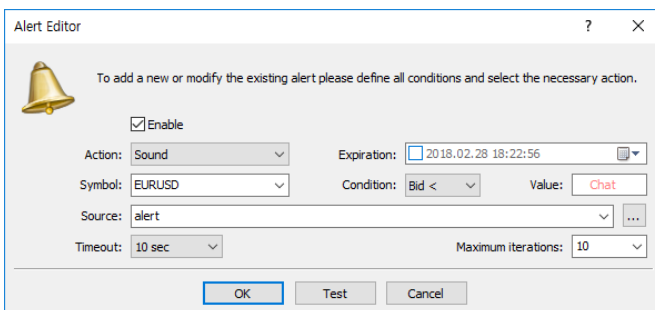 Alert Editor
To add a new or modify the existing alert please define all conditions and select the necessary action.
Enable
Action: Sound Expiration: 2018.02.28 18:22:56
Symbol: EURUSD Condition: Bid < Value: Chat
Source: alert ...
Timeout: 10 sec Maximum iterations: 10
OK Test Cancel